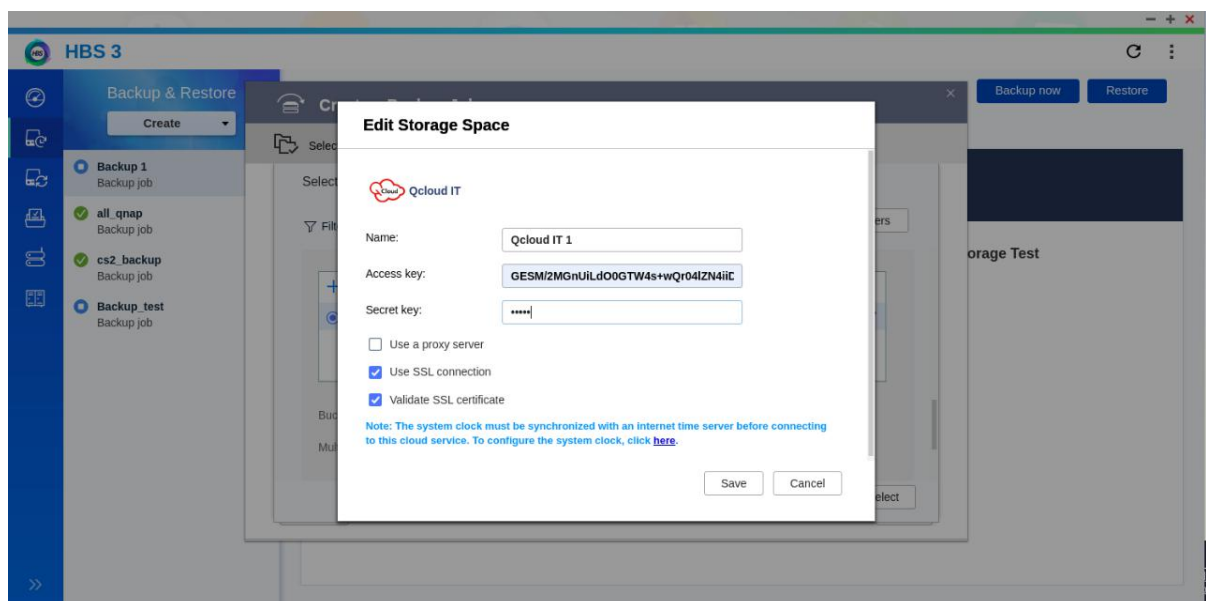 HBS 3
Backup & Restore
Create
Backup now
Restore
Backup 1
Backup job
all_qnap
Backup job
cs2_backup
Backup job
Backup_test
Backup job
Select
Edit Storage Space
Cloud
Qcloud IT
Name:
Qcloud IT 1
Access key:
GESM/2MGnUiLdO0GTW4s+wQr04lZN4iiD
Secret key:
•••••
Use a proxy server
Use SSL connection
Validate SSL certificate
Note: The system clock must be synchronized with an internet time server before connecting
to this cloud service. To configure the system clock, click here.
Save
Cancel
orage Test